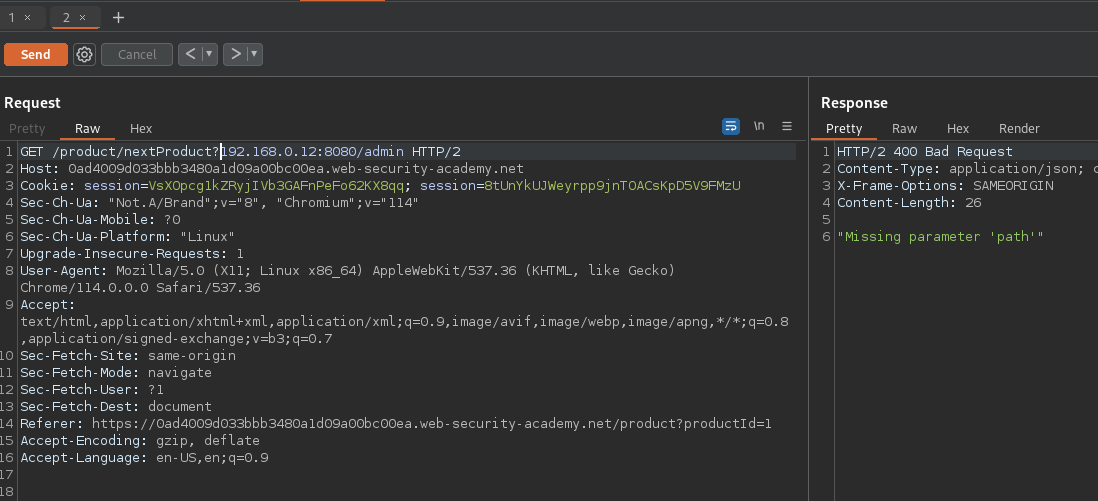 1 × 2 × +
Send Cancel < ▾ > ▾
Request
Pretty Raw Hex \n
1 GET /product/nextProduct?192.168.0.12:8080/admin HTTP/2
2 Host: 0ad4009d033bbb3480a1d09a00bc00ea.web-security-academy.net
3 Cookie: session=VsXOpcg1kZRyjIVb3GAFnPeFo62KX8qq; session=8tUnYkUJWeyrpp9jnTOACsKpD5V9FMzU
4 Sec-Ch-Ua: "Not.A/Brand";v="8", "Chromium";v="114"
5 Sec-Ch-Ua-Mobile: ?0
6 Sec-Ch-Ua-Platform: "Linux"
7 Upgrade-Insecure-Requests: 1
8 User-Agent: Mozilla/5.0 (X11; Linux x86_64) AppleWebKit/537.36 (KHTML, like Gecko)
Chrome/114.0.0.0 Safari/537.36
9 Accept:
text/html,application/xhtml+xml,application/xml;q=0.9,image/avif,image/webp,image/apng,*/*;q=0.8
,application/signed-exchange;v=b3;q=0.7
10 Sec-Fetch-Site: same-origin
11 Sec-Fetch-Mode: navigate
12 Sec-Fetch-User: ?1
13 Sec-Fetch-Dest: document
14 Referer: https://0ad4009d033bbb3480a1d09a00bc00ea.web-security-academy.net/product?productId=1
15 Accept-Encoding: gzip, deflate
16 Accept-Language: en-US,en;q=0.9
17
18
Response
Pretty Raw Hex Render
1 HTTP/2 400 Bad Request
2 Content-Type: application/json;
3 X-Frame-Options: SAMEORIGIN
4 Content-Length: 26
5
6 "Missing parameter 'path'"